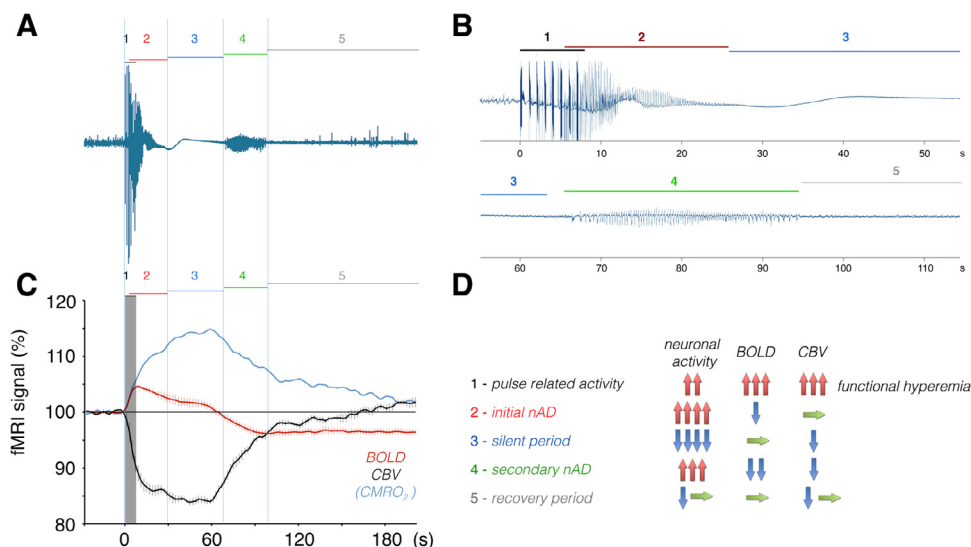 A
B
1 2 3 4 5
1 2 3
0 10 20 30 40 50 s
3 4 5
60 70 80 90 100 110 s
1 2 3 4 5
C
D
120
110
100
90
80
fMRI signal (%)
BOLD
CBV
(CMRO₂)
0 60 120 180 (s)
neuronal
activity BOLD CBV
1 - pulse related activity functional hyperemia
2 - initial nAD
3 - silent period
4 - secondary nAD
5 - recovery period